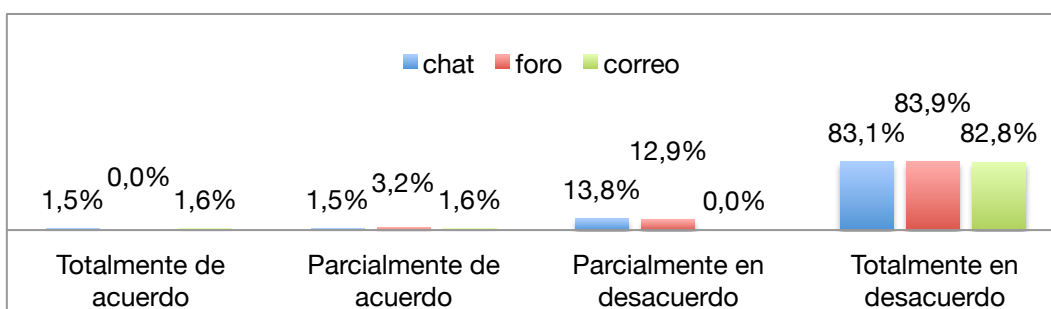 chat foro correo
83,9%
83,1% 82,8%
12,9%
13,8%
0,0% 3,2% 0,0%
1,5% 1,6% 1,5% 1,6%
Totalmente de acuerdo
Parcialmente de acuerdo
Parcialmente en desacuerdo
Totalmente en desacuerdo